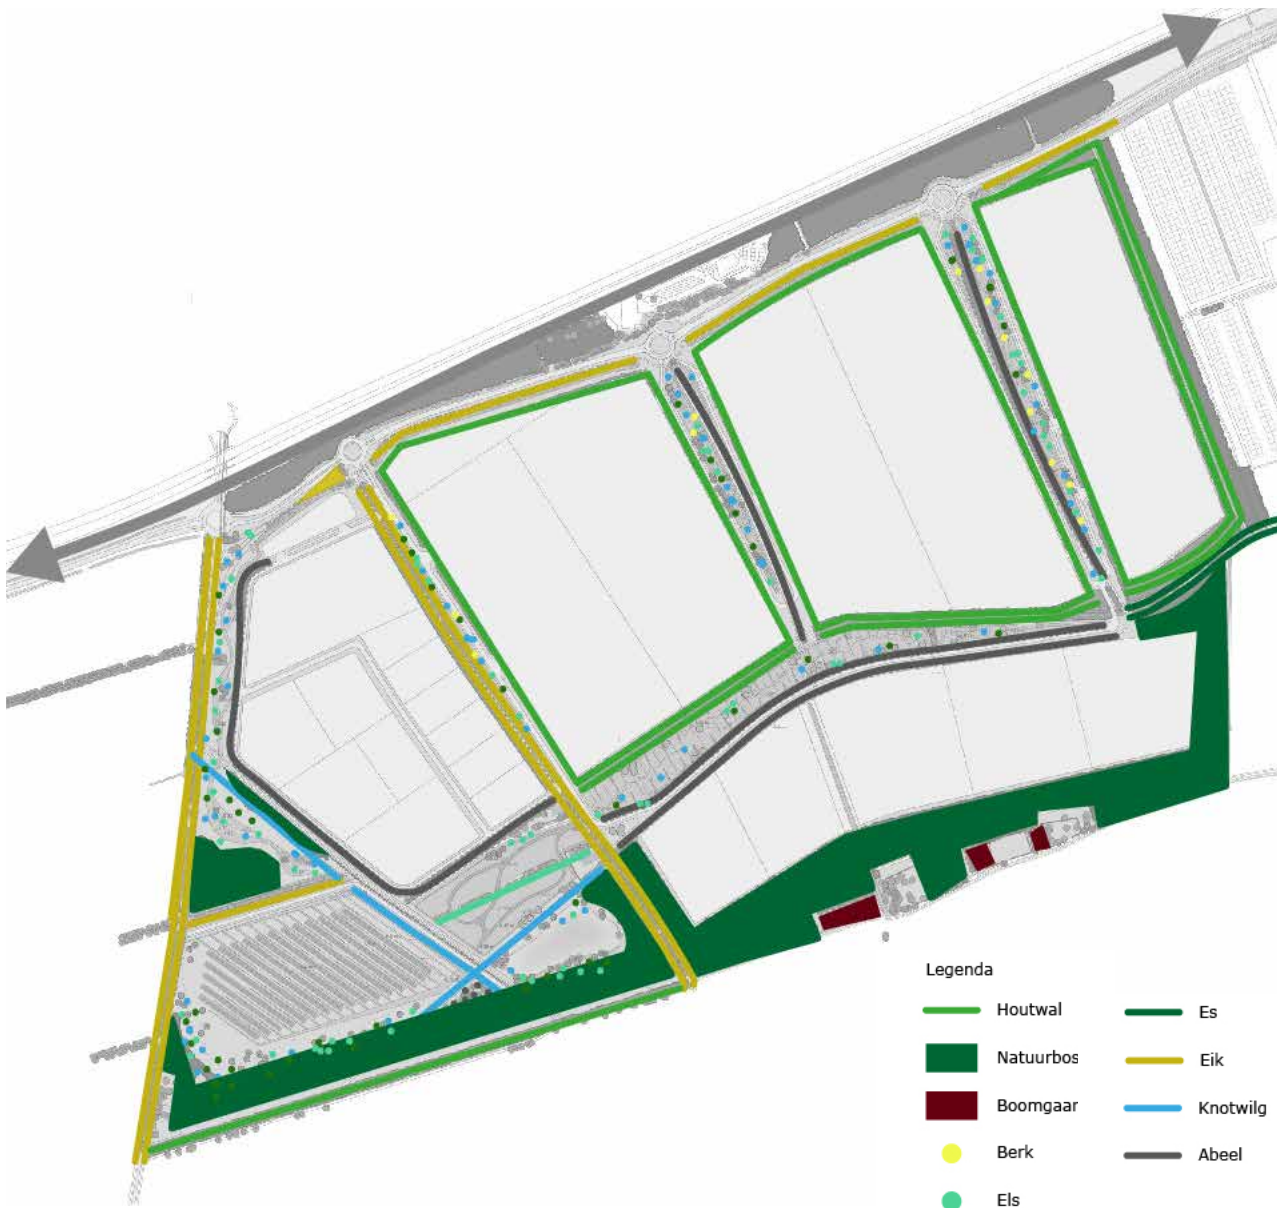 Legenda
Houtwal
Natuurbos
Boomgaar
Berk
Els
Es
Eik
Knotwilg
Abeel